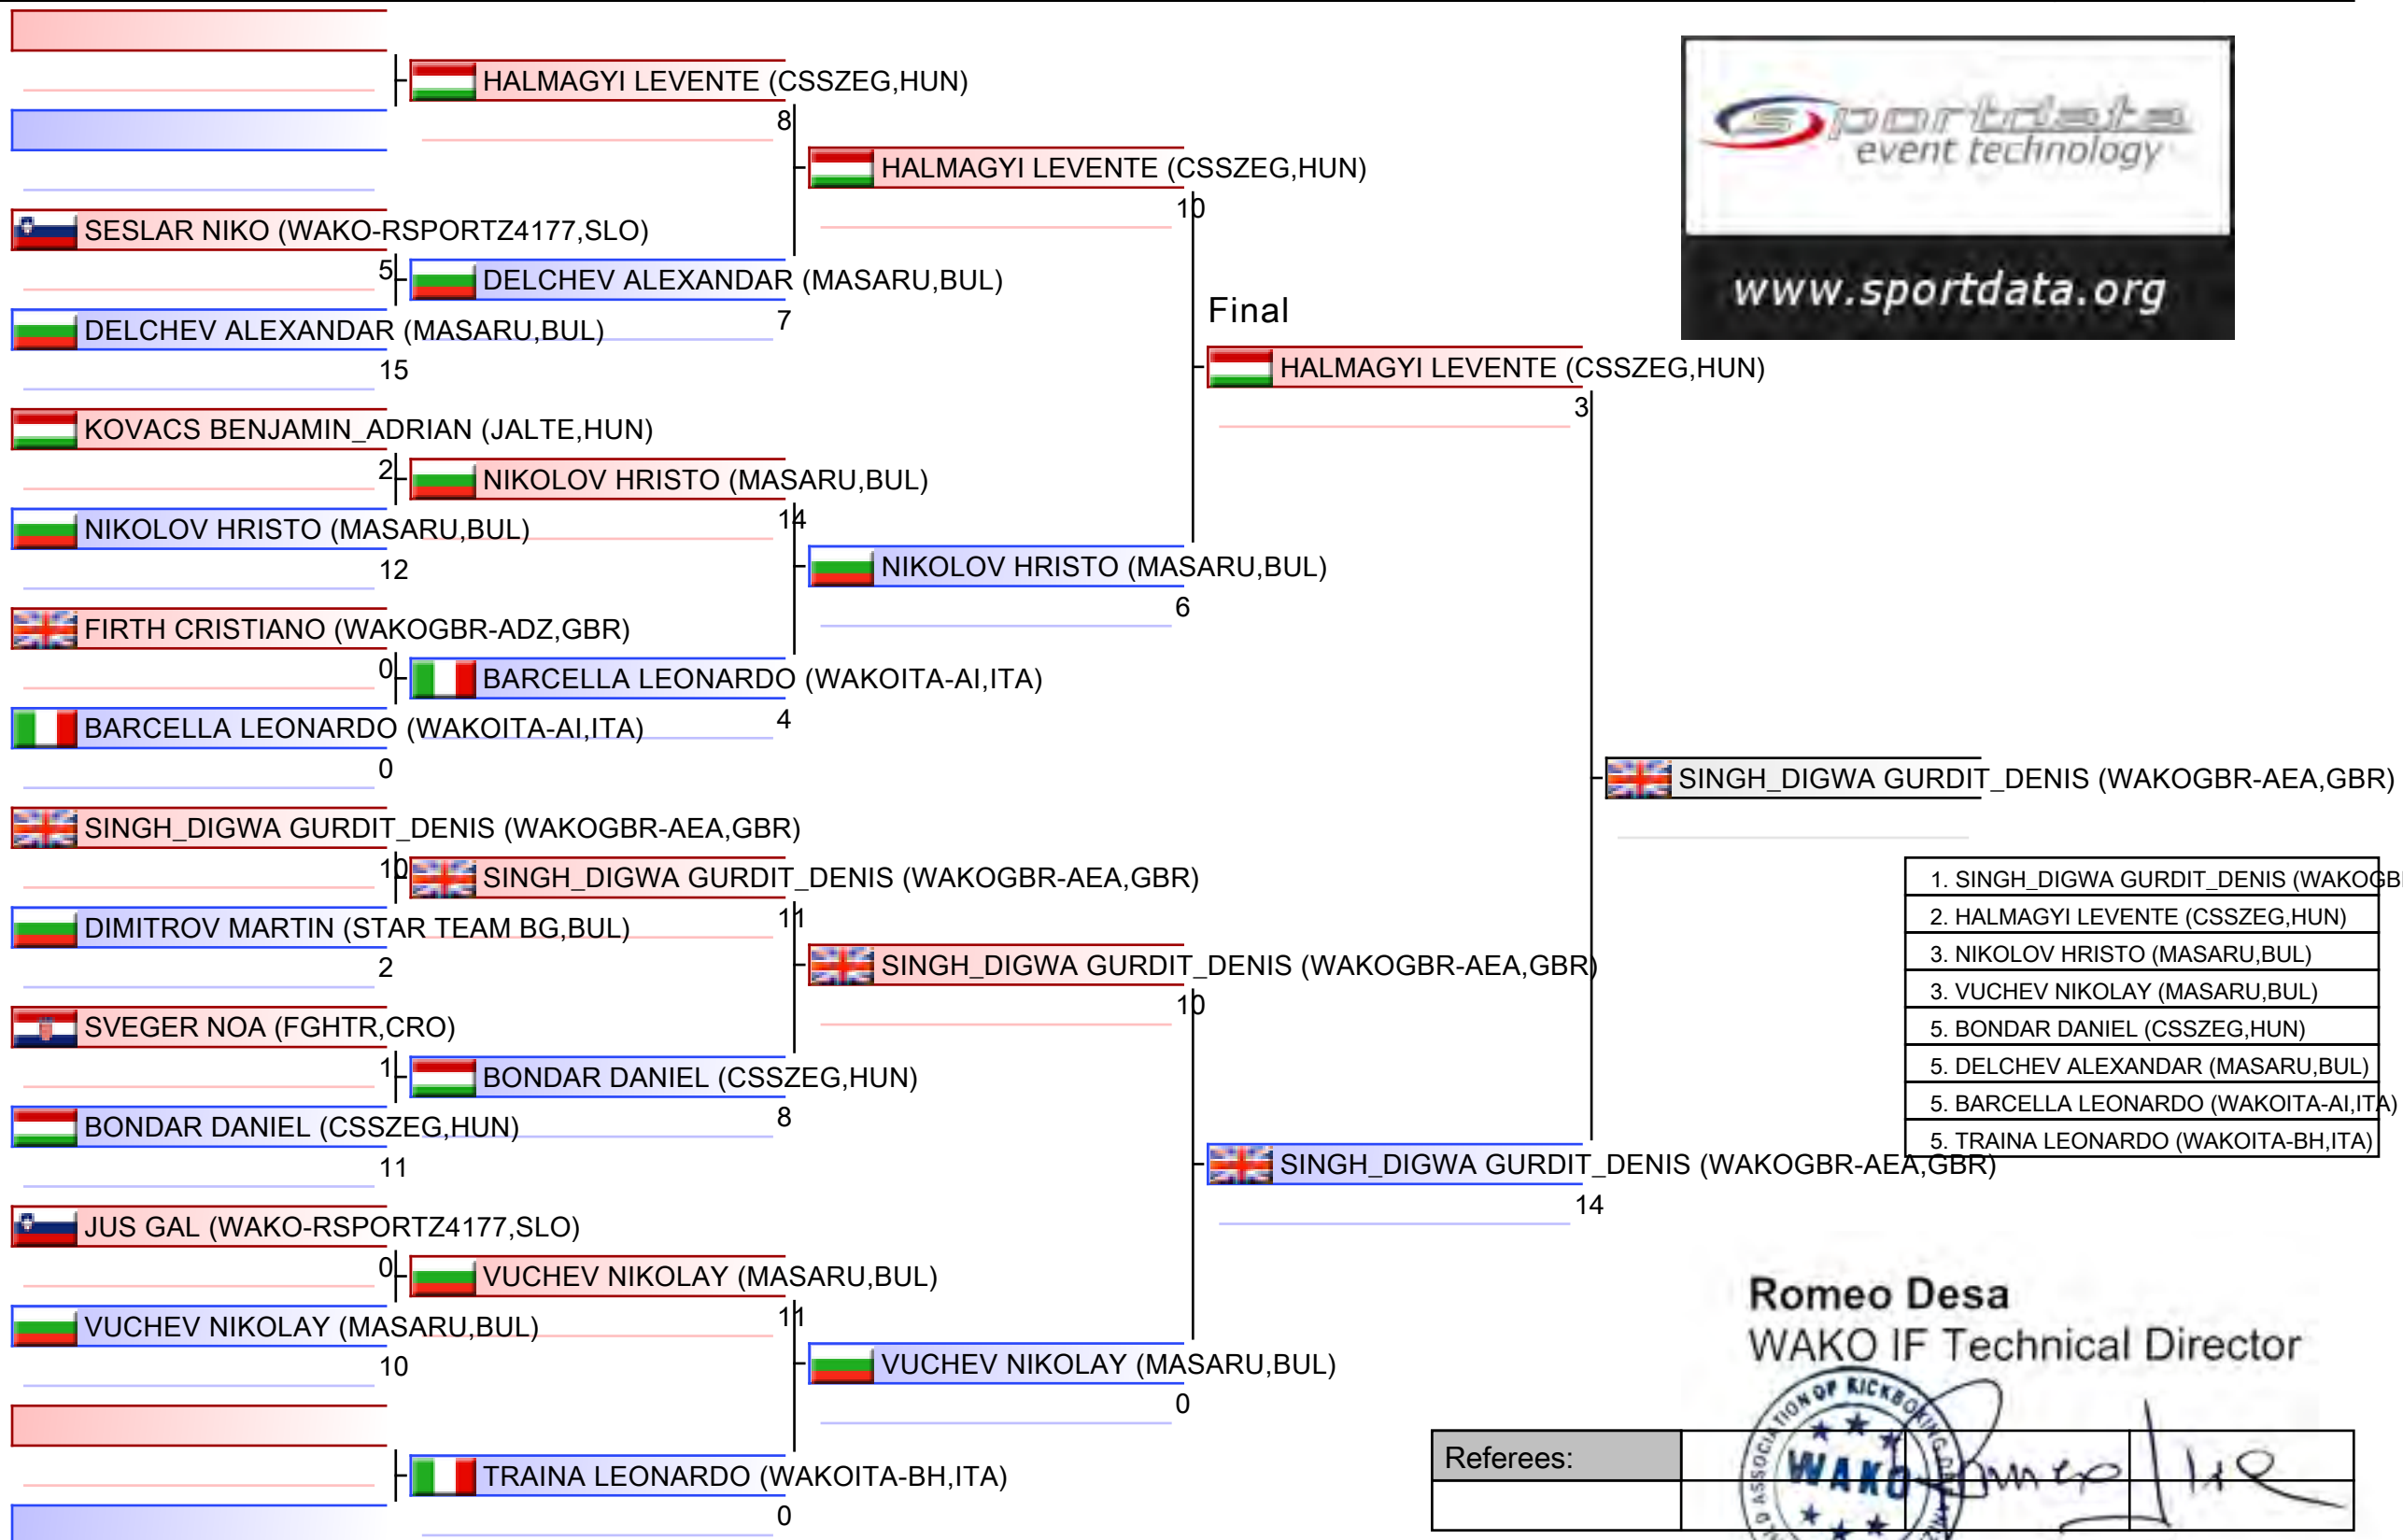 HALMAGYI LEVENTE (CSSZEG,HUN)
8
HALMAGYI LEVENTE (CSSZEG,HUN)
10
SESLAR NIKO (WAKO-RSPORTZ4177,SLO)
5
DELCHEV ALEXANDAR (MASARU,BUL)
7
DELCHEV ALEXANDAR (MASARU,BUL)
15
Final
HALMAGYI LEVENTE (CSSZEG,HUN)
3
KOVACS BENJAMIN_ADRIAN (JALTE,HUN)
2
NIKOLOV HRISTO (MASARU,BUL)
14
NIKOLOV HRISTO (MASARU,BUL)
12
NIKOLOV HRISTO (MASARU,BUL)
6
FIRTH CRISTIANO (WAKOGBR-ADZ,GBR)
0
BARCELLA LEONARDO (WAKOITA-AI,ITA)
4
BARCELLA LEONARDO (WAKOITA-AI,ITA)
0
SINGH_DIGWA GURDIT_DENIS (WAKOGBR-AEA,GBR)
SINGH_DIGWA GURDIT_DENIS (WAKOGBR-AEA,GBR)
10
SINGH_DIGWA GURDIT_DENIS (WAKOGBR-AEA,GBR)
11
DIMITROV MARTIN (STAR TEAM BG,BUL)
2
SINGH_DIGWA GURDIT_DENIS (WAKOGBR-AEA,GBR)
10
SVEGER NOA (FGHTR,CRO)
1
BONDAR DANIEL (CSSZEG,HUN)
8
BONDAR DANIEL (CSSZEG,HUN)
11
SINGH_DIGWA GURDIT_DENIS (WAKOGBR-AEA,GBR)
14
JUS GAL (WAKO-RSPORTZ4177,SLO)
0
VUCHEV NIKOLAY (MASARU,BUL)
11
VUCHEV NIKOLAY (MASARU,BUL)
10
VUCHEV NIKOLAY (MASARU,BUL)
0
TRAINA LEONARDO (WAKOITA-BH,ITA)
0
sportdata
event technology
www.sportdata.org
1. SINGH_DIGWA GURDIT_DENIS (WAKOGB
2. HALMAGYI LEVENTE (CSSZEG,HUN)
3. NIKOLOV HRISTO (MASARU,BUL)
3. VUCHEV NIKOLAY (MASARU,BUL)
5. BONDAR DANIEL (CSSZEG,HUN)
5. DELCHEV ALEXANDAR (MASARU,BUL)
5. BARCELLA LEONARDO (WAKOITA-AI,ITA)
5. TRAINA LEONARDO (WAKOITA-BH,ITA)
Romeo Desa
WAKO IF Technical Director
Referees:
ASSOCIATION OF KICKBOXING
WAKO